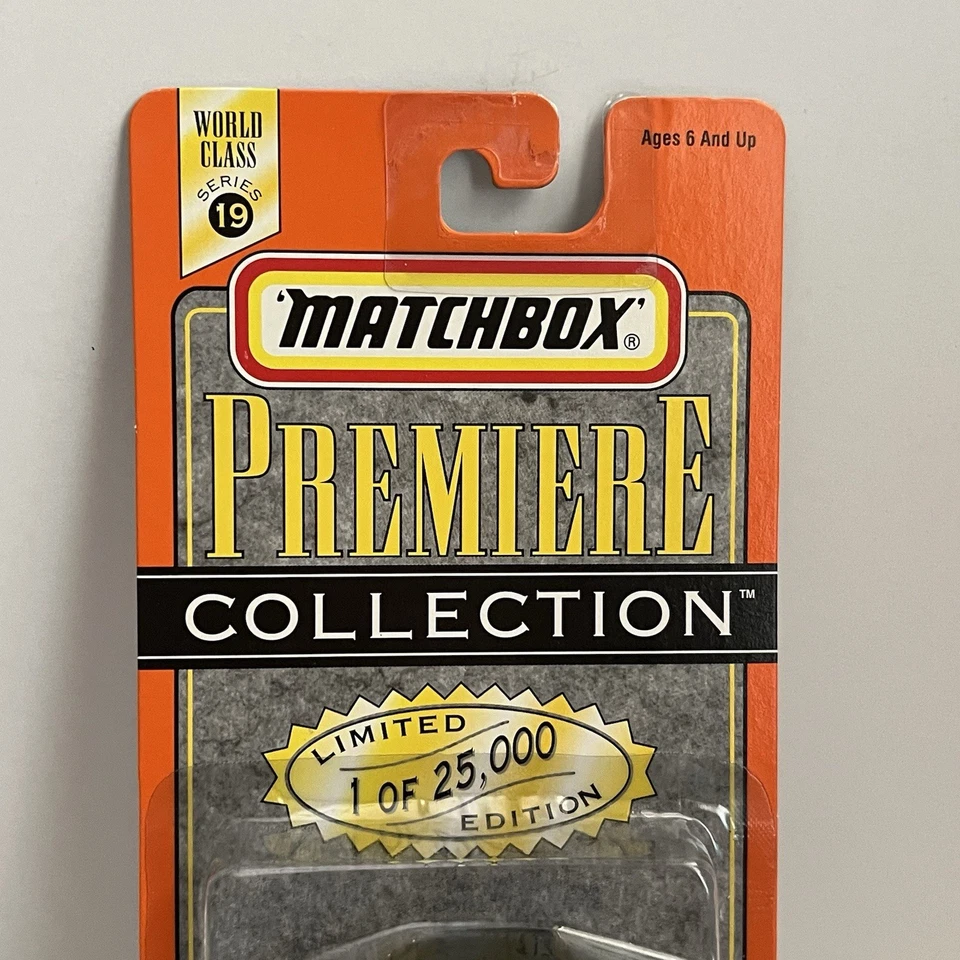 WORLD
CLASS
SERIES
19
Ages 6 And Up
'MATCHBOX'®
PREMIERE
COLLECTION™
LIMITED
1 OF 25,000
EDITION